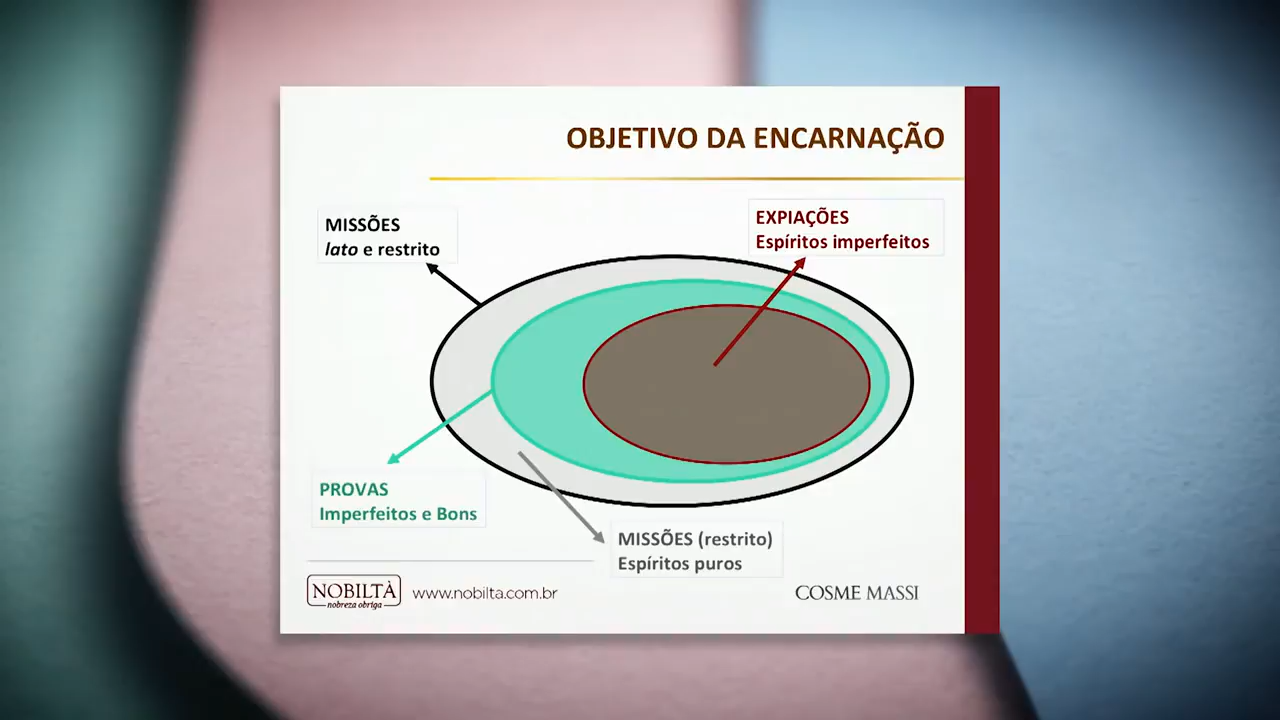 OBJETIVO DA ENCARNAÇÃO
MISSÕES
lato e restrito
EXPIAÇÕES
Espíritos imperfeitos
PROVAS
Imperfeitos e Bons
MISSÕES (restrito)
Espíritos puros
NOBILTÀ
nobreza obriga
www.nobilta.com.br
COSME MASSI